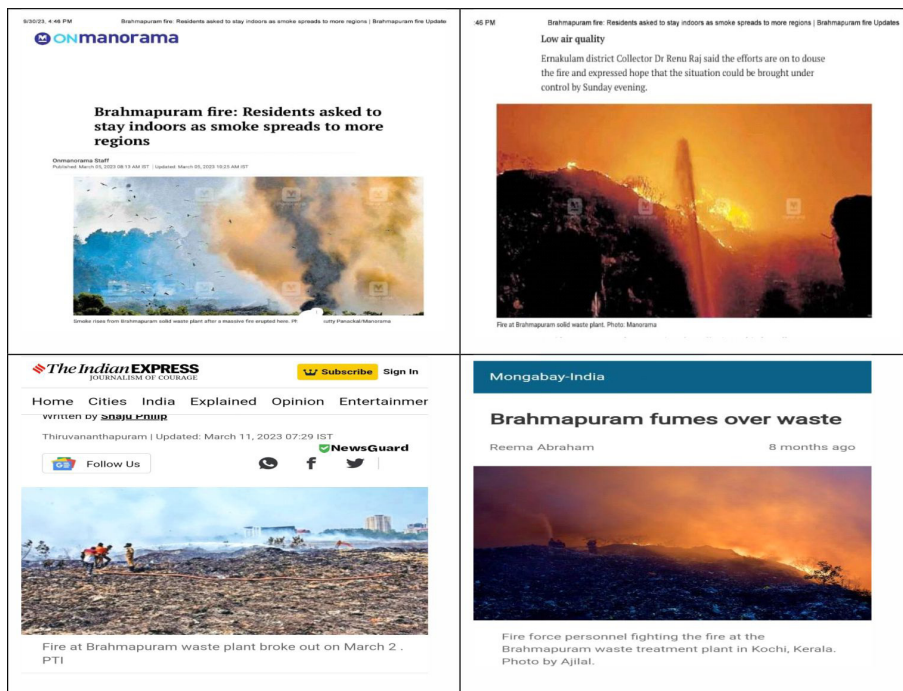 9/30/23, 4:46 PM Brahmapuram fire: Residents asked to stay indoors as smoke spreads to more regions | Brahmapuram fire Update
ONmanorama
Brahmapuram fire: Residents asked to
stay indoors as smoke spreads to more
regions
Onmanorama Staff
Published: March 05, 2023 08:13 AM IST | Updated: March 05, 2023 10:23 AM IST
Smoke rises from Brahmapuram solid waste plant after a massive fire erupted here. Ph utty Panackal/Manorama
:46 PM Brahmapuram fire: Residents asked to stay indoors as smoke spreads to more regions | Brahmapuram fire Updates
Low air quality
Ernakulam district Collector Dr Renu Raj said the efforts are on to douse
the fire and expressed hope that the situation could be brought under
control by Sunday evening.
Fire at Brahmapuram solid waste plant. Photo: Manorama
The Indian EXPRESS
JOURNALISM OF COURAGE
Subscribe Sign In
Home Cities India Explained Opinion Entertainmer
Written by Shaju Philip
Thiruvananthapuram | Updated: March 11, 2023 07:29 IST
NewsGuard
Follow Us
Fire at Brahmapuram waste plant broke out on March 2 .
PTI
Mongabay-India
Brahmapuram fumes over waste
Reema Abraham 8 months ago
Fire force personnel fighting the fire at the
Brahmapuram waste treatment plant in Kochi, Kerala.
Photo by Ajilal.